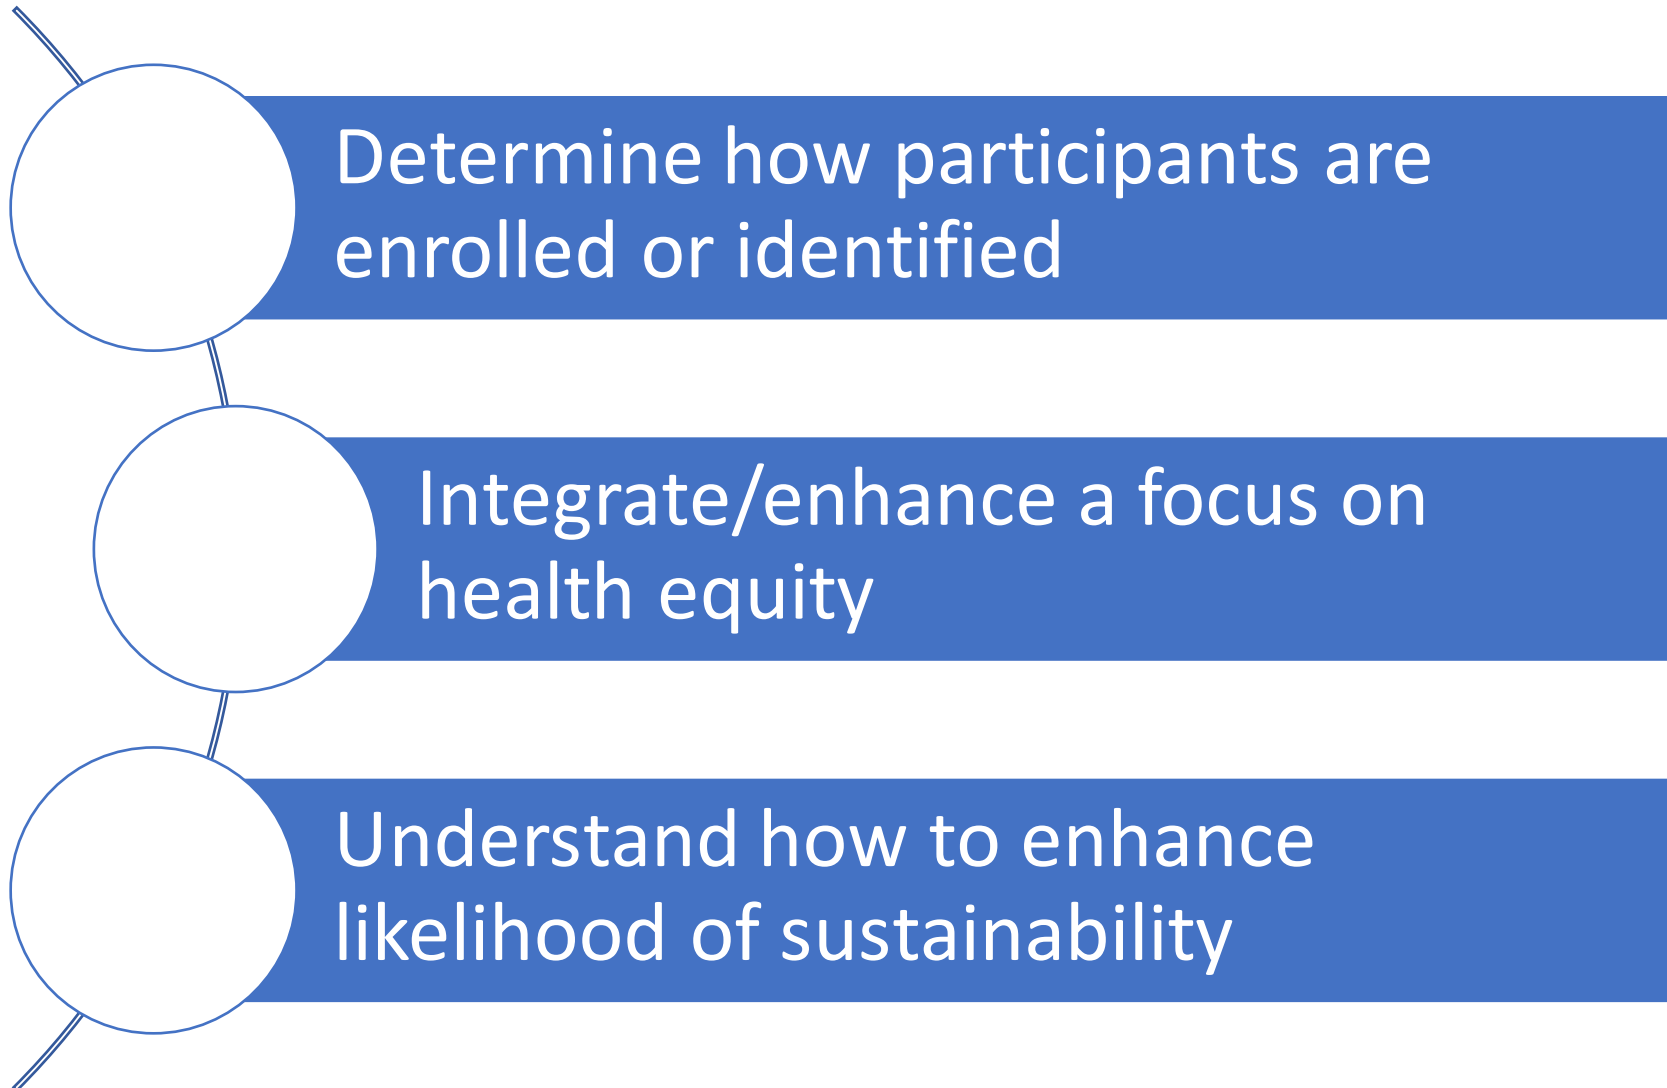 Determine how participants are
enrolled or identified
Integrate/enhance a focus on
health equity
Understand how to enhance
likelihood of sustainability